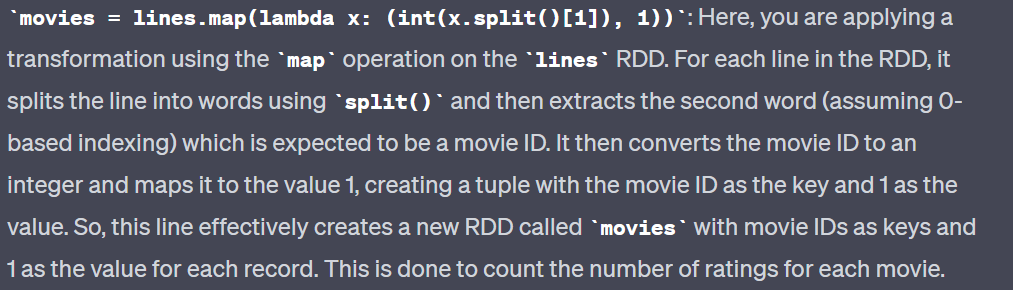 `movies = lines.map(lambda x: (int(x.split()[1]), 1))`: Here, you are applying a
transformation using the `map` operation on the `lines` RDD. For each line in the RDD, it
splits the line into words using `split()` and then extracts the second word (assuming 0-
based indexing) which is expected to be a movie ID. It then converts the movie ID to an
integer and maps it to the value 1, creating a tuple with the movie ID as the key and 1 as the
value. So, this line effectively creates a new RDD called `movies` with movie IDs as keys and
1 as the value for each record. This is done to count the number of ratings for each movie.